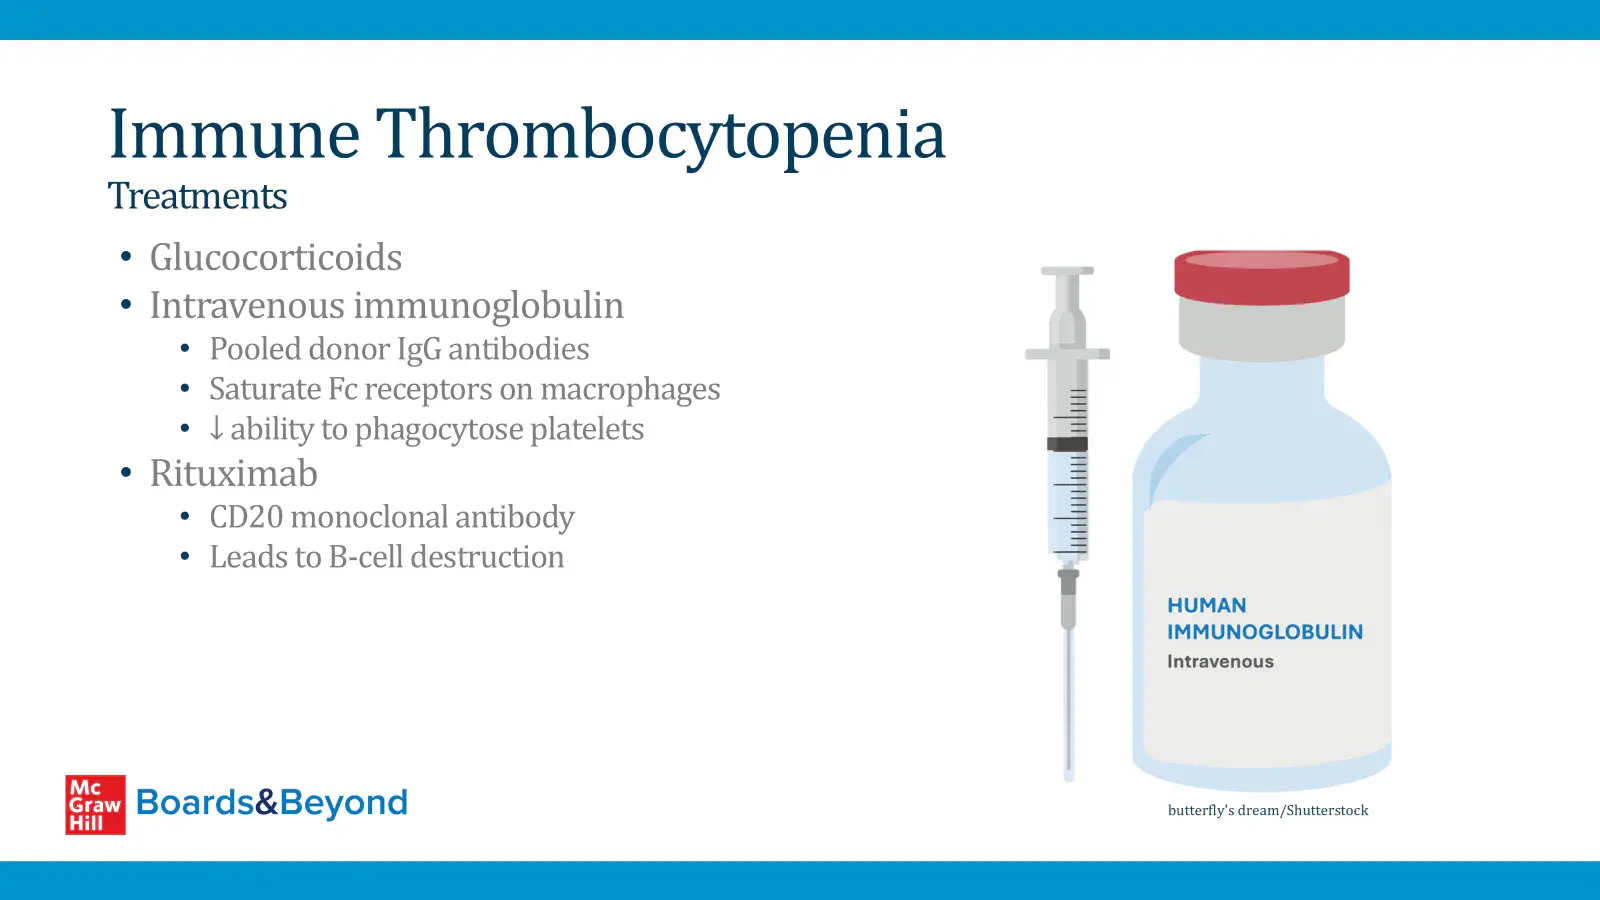 Immune Thrombocytopenia
Treatments
• Glucocorticoids
• Intravenous immunoglobulin
• Pooled donor IgG antibodies
• Saturate Fc receptors on macrophages
• ↓ ability to phagocytose platelets
• Rituximab
• CD20 monoclonal antibody
• Leads to B-cell destruction
HUMAN
IMMUNOGLOBULIN
Intravenous
butterfly's dream/Shutterstock
Mc
Graw
Hill
Boards&Beyond